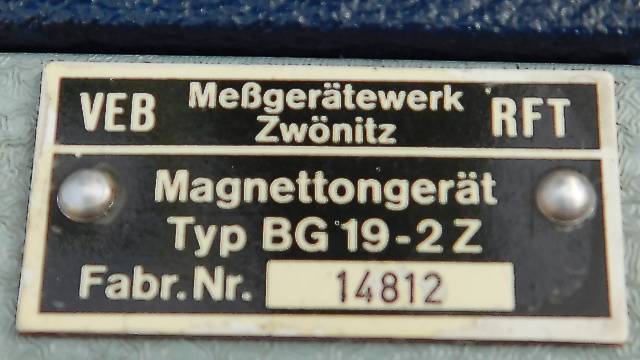 VEB Meßgerätewerk Zwönitz RFT
Magnettongerät
Typ BG 19-2 Z
Fabr. Nr. 14812